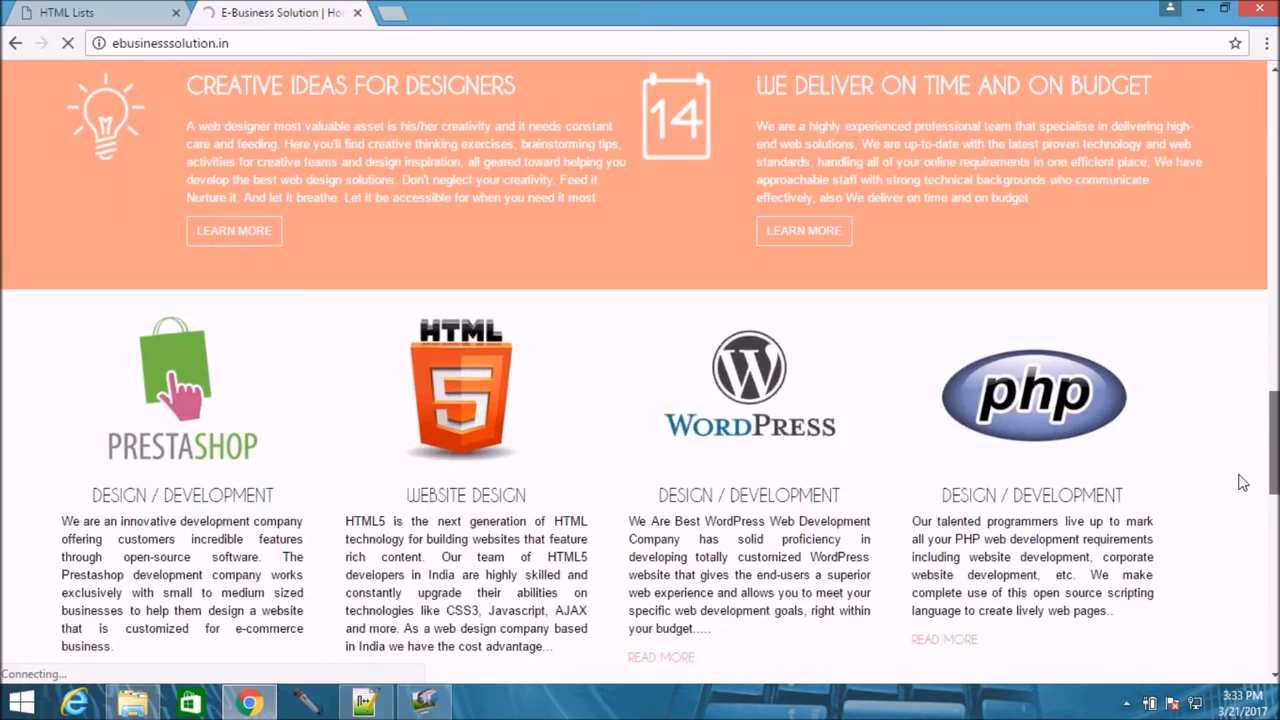 HTML Lists
E-Business Solution | Ho
ebusinesssolution.in
CREATIVE IDEAS FOR DESIGNERS
A web designer most valuable asset is his/her creativity and it needs constant
care and feeding. Here you'll find creative thinking exercises, brainstorming tips,
activities for creative teams and design inspiration, all geared toward helping you
develop the best web design solutions. Don't neglect your creativity. Feed it.
Nurture it. And let it breathe. Let it be accessible for when you need it most.
LEARN MORE
14
WE DELIVER ON TIME AND ON BUDGET
We are a highly experienced professional team that specialise in delivering high-
end web solutions, We are up-to-date with the latest proven technology and web
standards, handling all of your online requirements in one efficient place, We have
approachable staff with strong technical backgrounds who communicate
effectively, also We deliver on time and on budget
LEARN MORE
PRESTASHOP
DESIGN / DEVELOPMENT
We are an innovative development company
offering customers incredible features
through open-source software. The
Prestashop development company works
exclusively with small to medium sized
businesses to help them design a website
that is customized for e-commerce
business.
HTML
5
WEBSITE DESIGN
HTML5 is the next generation of HTML
technology for building websites that feature
rich content. Our team of HTML5
developers in India are highly skilled and
constantly upgrade their abilities on
technologies like CSS3, Javascript, AJAX
and more. As a web design company based
in India we have the cost advantage...
W
WORDPRESS
DESIGN / DEVELOPMENT
We Are Best WordPress Web Development
Company has solid proficiency in
developing totally customized WordPress
website that gives the end-users a superior
web experience and allows you to meet your
specific web development goals, right within
your budget.....
READ MORE
php
DESIGN / DEVELOPMENT
Our talented programmers live up to mark
all your PHP web development requirements
including website development, corporate
website development, etc. We make
complete use of this open source scripting
language to create lively web pages..
READ MORE
Connecting...
3:33 PM
3/21/2017